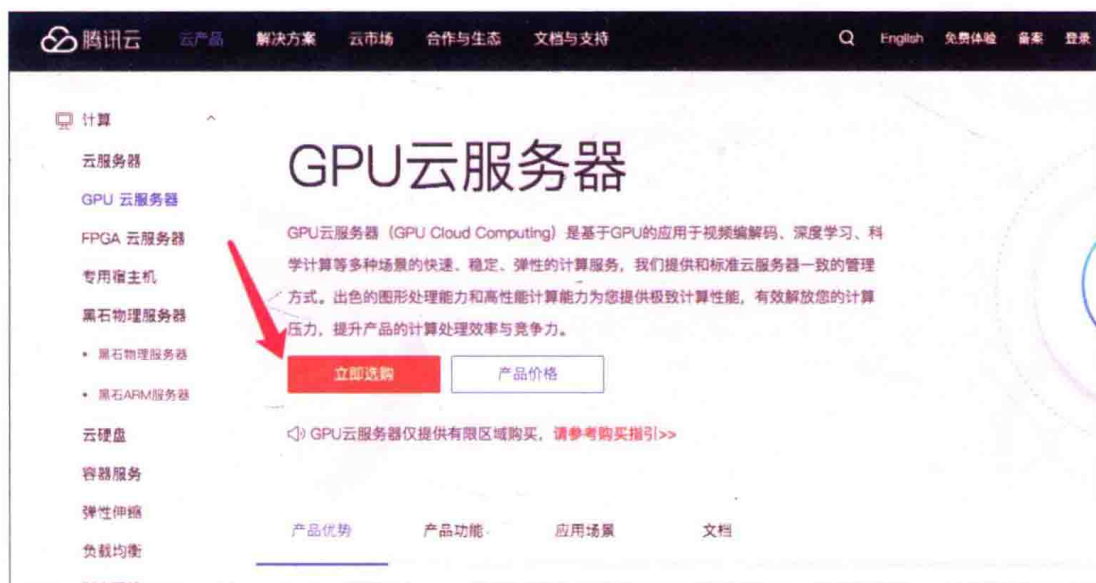 腾讯云 云产品 解决方案 云市场 合作与生态 文档与支持 English 免费体验 备案 登录
计算
云服务器
GPU 云服务器
FPGA 云服务器
专用宿主机
黑石物理服务器
• 黑石物理服务器
• 黑石ARM服务器
云硬盘
容器服务
弹性伸缩
负载均衡
GPU云服务器
GPU云服务器（GPU Cloud Computing）是基于GPU的应用于视频编解码、深度学习、科
学计算等多种场景的快速、稳定、弹性的计算服务，我们提供和标准云服务器一致的管理
方式。出色的图形处理能力和高性能计算能力为您提供极致计算性能，有效解放您的计算
压力，提升产品的计算处理效率与竞争力。
立即选购 产品价格
GPU云服务器仅提供有限区域购买，请参考购买指引>>
产品优势 产品功能 应用场景 文档